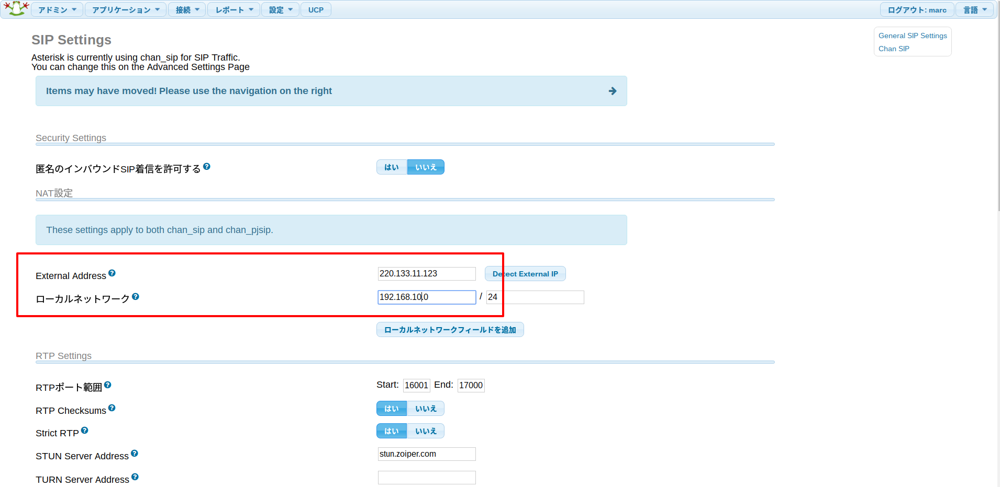 アドミン アプリケーション 接続 レポート 設定 UCP ログアウト: marc 言語
SIP Settings
General SIP Settings
Chan SIP
Asterisk is currently using chan_sip for SIP Traffic.
You can change this on the Advanced Settings Page
Items may have moved! Please use the navigation on the right
Security Settings
匿名のインバウンドSIP着信を許可する ? はい いいえ
NAT設定
These settings apply to both chan_sip and chan_pjsip.
External Address ? 220.133.11.123 Detect External IP
ローカルネットワーク ? 192.168.10.0 / 24
ローカルネットワークフィールドを追加
RTP Settings
RTPポート範囲 ? Start: 16001 End: 17000
RTP Checksums ? はい いいえ
Strict RTP ? はい いいえ
STUN Server Address ? stun.zoiper.com
TURN Server Address ?